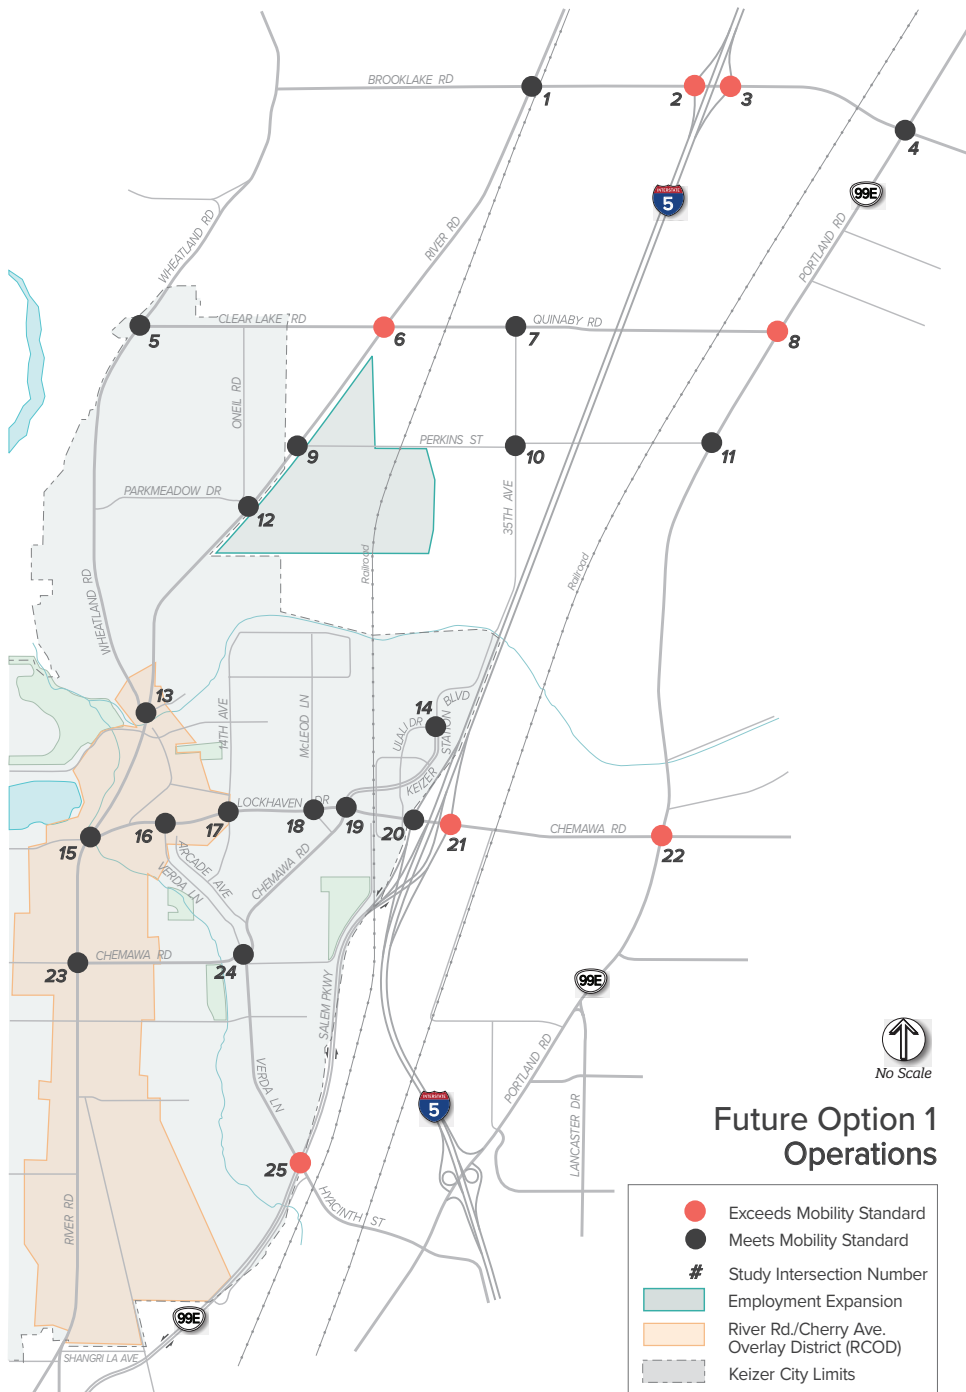 BROOKLAKE RD
1
2
3
4
INTERSTATE
5
99E
WHEATLAND RD
RIVER RD
PORTLAND RD
CLEAR LAKE RD
QUINABY RD
5
6
7
8
ONEIL RD
PERKINS ST
9
10
11
PARKMEADOW DR
12
35TH AVE
Railroad
Railroad
WHEATLAND RD
13
14TH AVE
McLEOD LN
14
ULALI DR
KEIZER
STATION
BLVD
LOCKHAVEN DR
15
16
17
18
19
20
21
CHEMAWA RD
22
ARCADE AVE
VERDA LN
CHEMAWA RD
23
CHEMAWA RD
24
99E
SALEM PKWY
VERDA LN
PORTLAND RD
LANCASTER DR
INTERSTATE
5
No Scale
25
HYACINTH ST
RIVER RD
99E
SHANGRI LA AVE
Future Option 1
Operations
Exceeds Mobility Standard
Meets Mobility Standard
# Study Intersection Number
Employment Expansion
River Rd./Cherry Ave.
Overlay District (RCOD)
Keizer City Limits